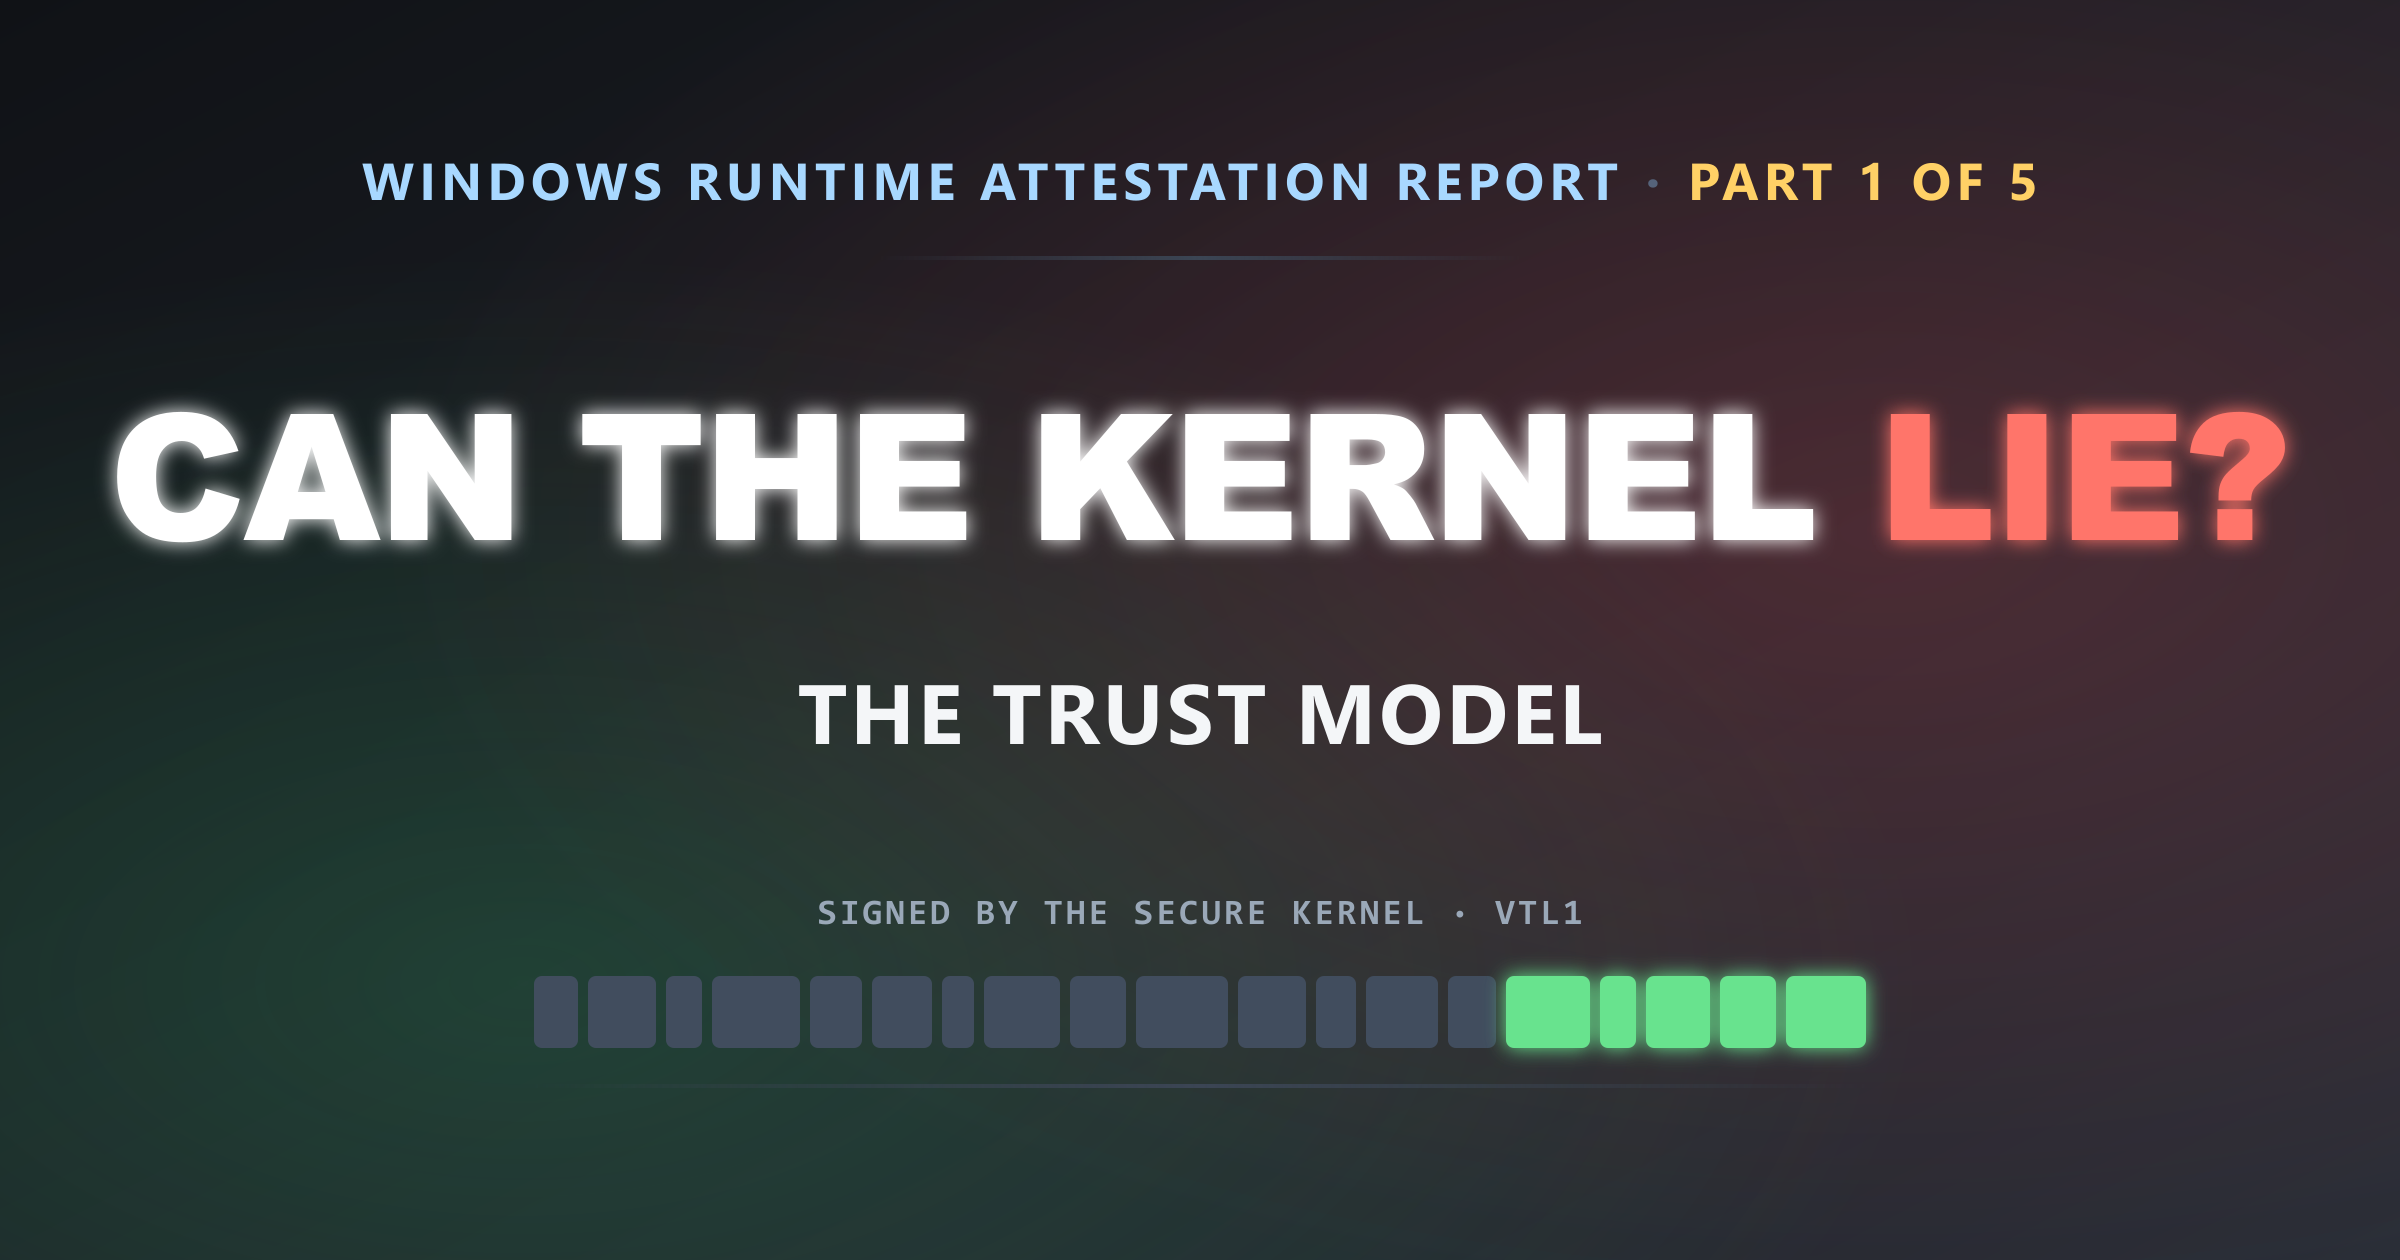 WINDOWS RUNTIME ATTESTATION REPORT · PART 1 OF 5
CAN THE KERNEL LIE?
THE TRUST MODEL
SIGNED BY THE SECURE KERNEL · VTL1